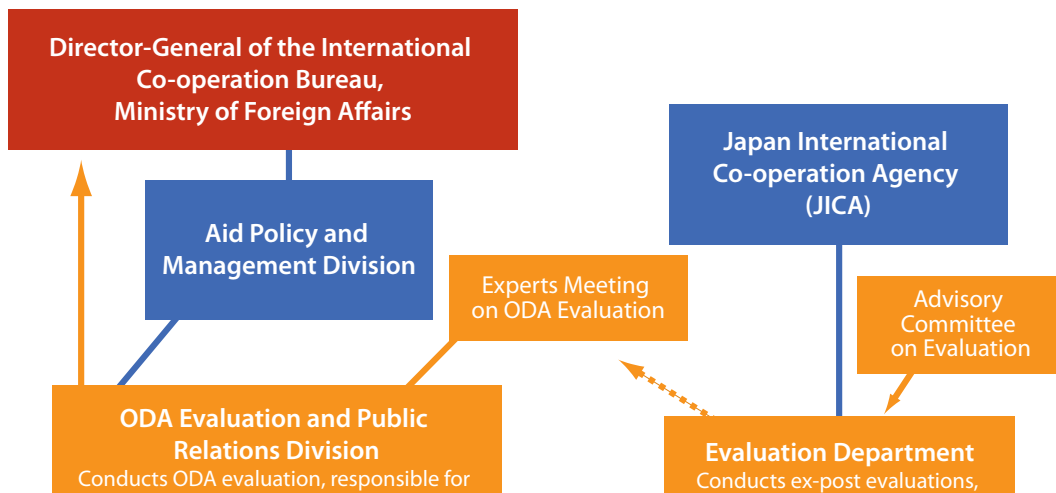 Director-General of the International
Co-operation Bureau,
Ministry of Foreign Affairs
Japan International
Co-operation Agency
(JICA)
Aid Policy and
Management Division
Experts Meeting
on ODA Evaluation
Advisory
Committee
on Evaluation
ODA Evaluation and Public
Relations Division
Conducts ODA evaluation, responsible for
Evaluation Department
Conducts ex-post evaluations,